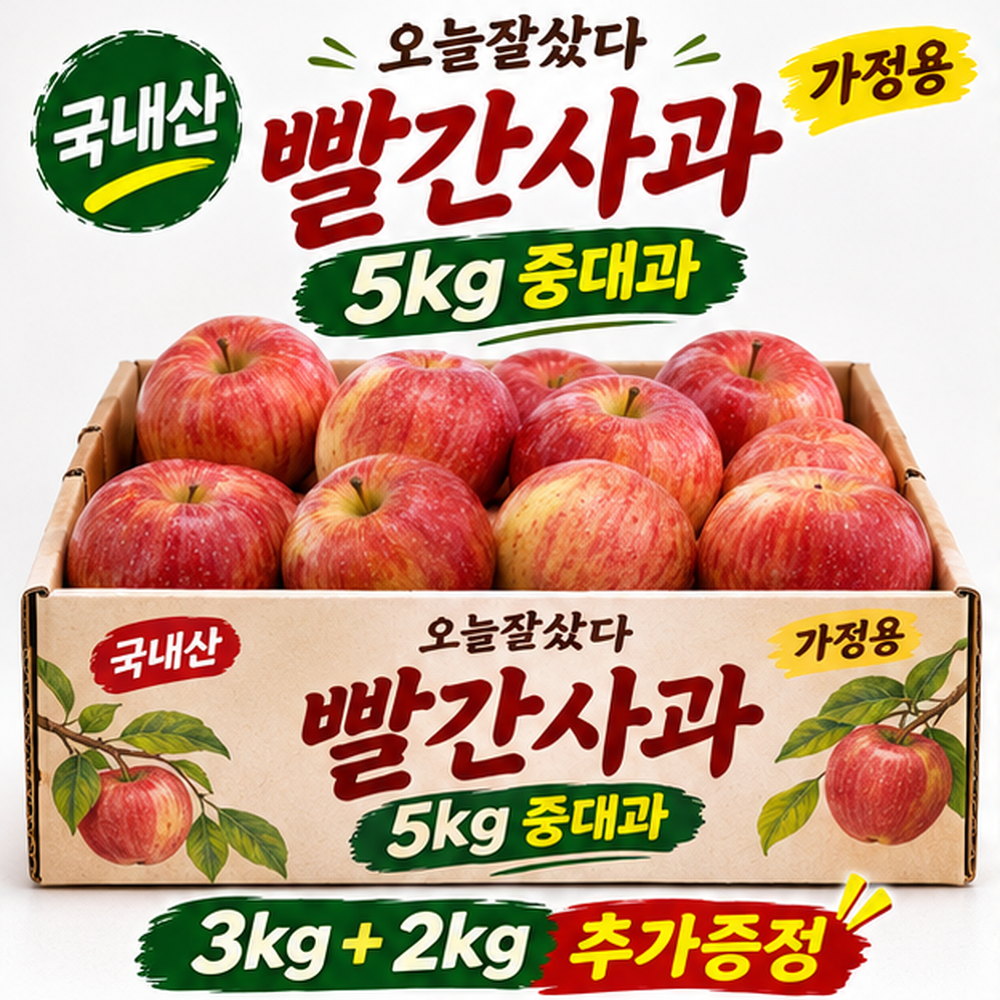 오늘잘샀다
국내산
가정용
빨간사과
5kg 중대과
국내산
오늘잘샀다
가정용
빨간사과
5kg 중대과
3kg + 2kg 추가증정